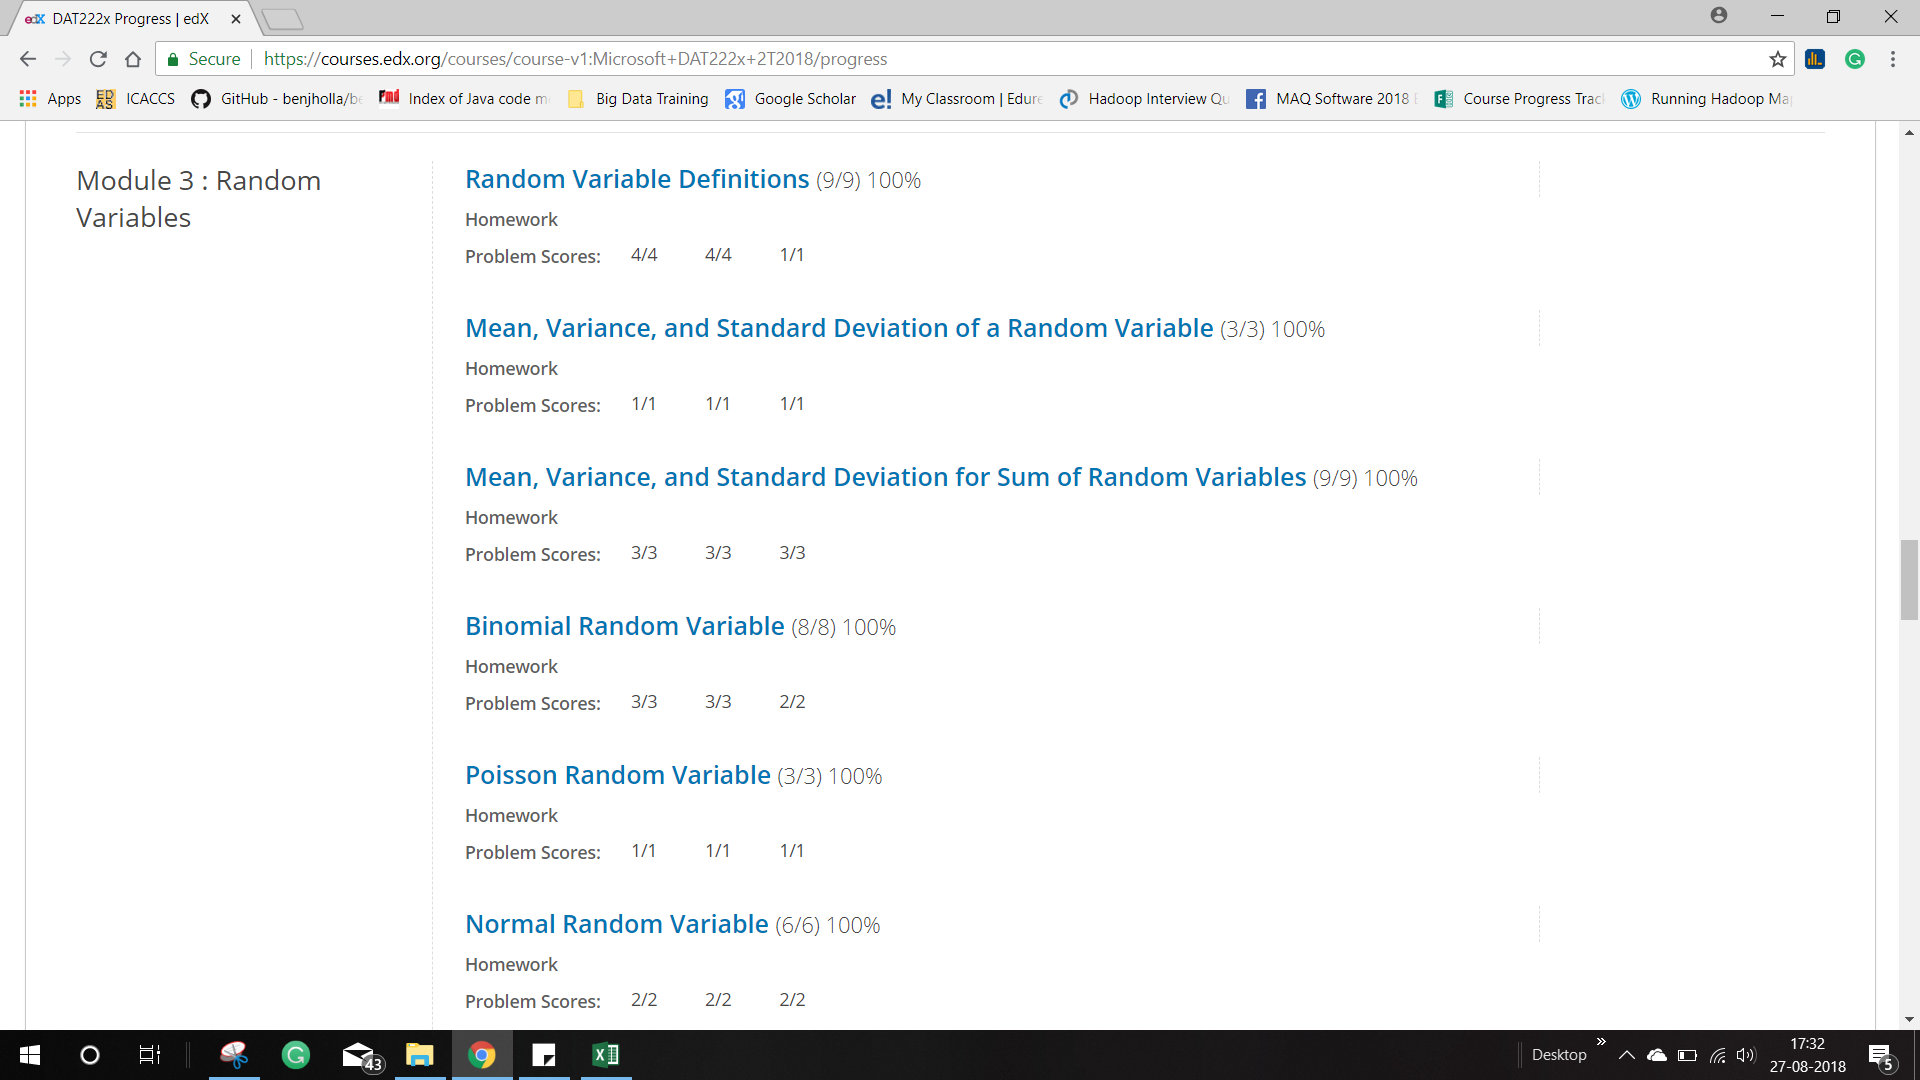 edX DAT222x Progress | edX
Secure https://courses.edx.org/courses/course-v1:Microsoft+DAT222x+2T2018/progress
Apps ED AS ICACCS GitHub - benjholla/be Fmd Index of Java code m Big Data Training Google Scholar e! My Classroom | Edure Hadoop Interview Qu MAQ Software 2018 Course Progress Trac Running Hadoop Ma
Module 3 : Random
Variables
Random Variable Definitions (9/9) 100%
Homework
Problem Scores: 4/4 4/4 1/1
Mean, Variance, and Standard Deviation of a Random Variable (3/3) 100%
Homework
Problem Scores: 1/1 1/1 1/1
Mean, Variance, and Standard Deviation for Sum of Random Variables (9/9) 100%
Homework
Problem Scores: 3/3 3/3 3/3
Binomial Random Variable (8/8) 100%
Homework
Problem Scores: 3/3 3/3 2/2
Poisson Random Variable (3/3) 100%
Homework
Problem Scores: 1/1 1/1 1/1
Normal Random Variable (6/6) 100%
Homework
Problem Scores: 2/2 2/2 2/2
43 Desktop 17:32
27-08-2018 5